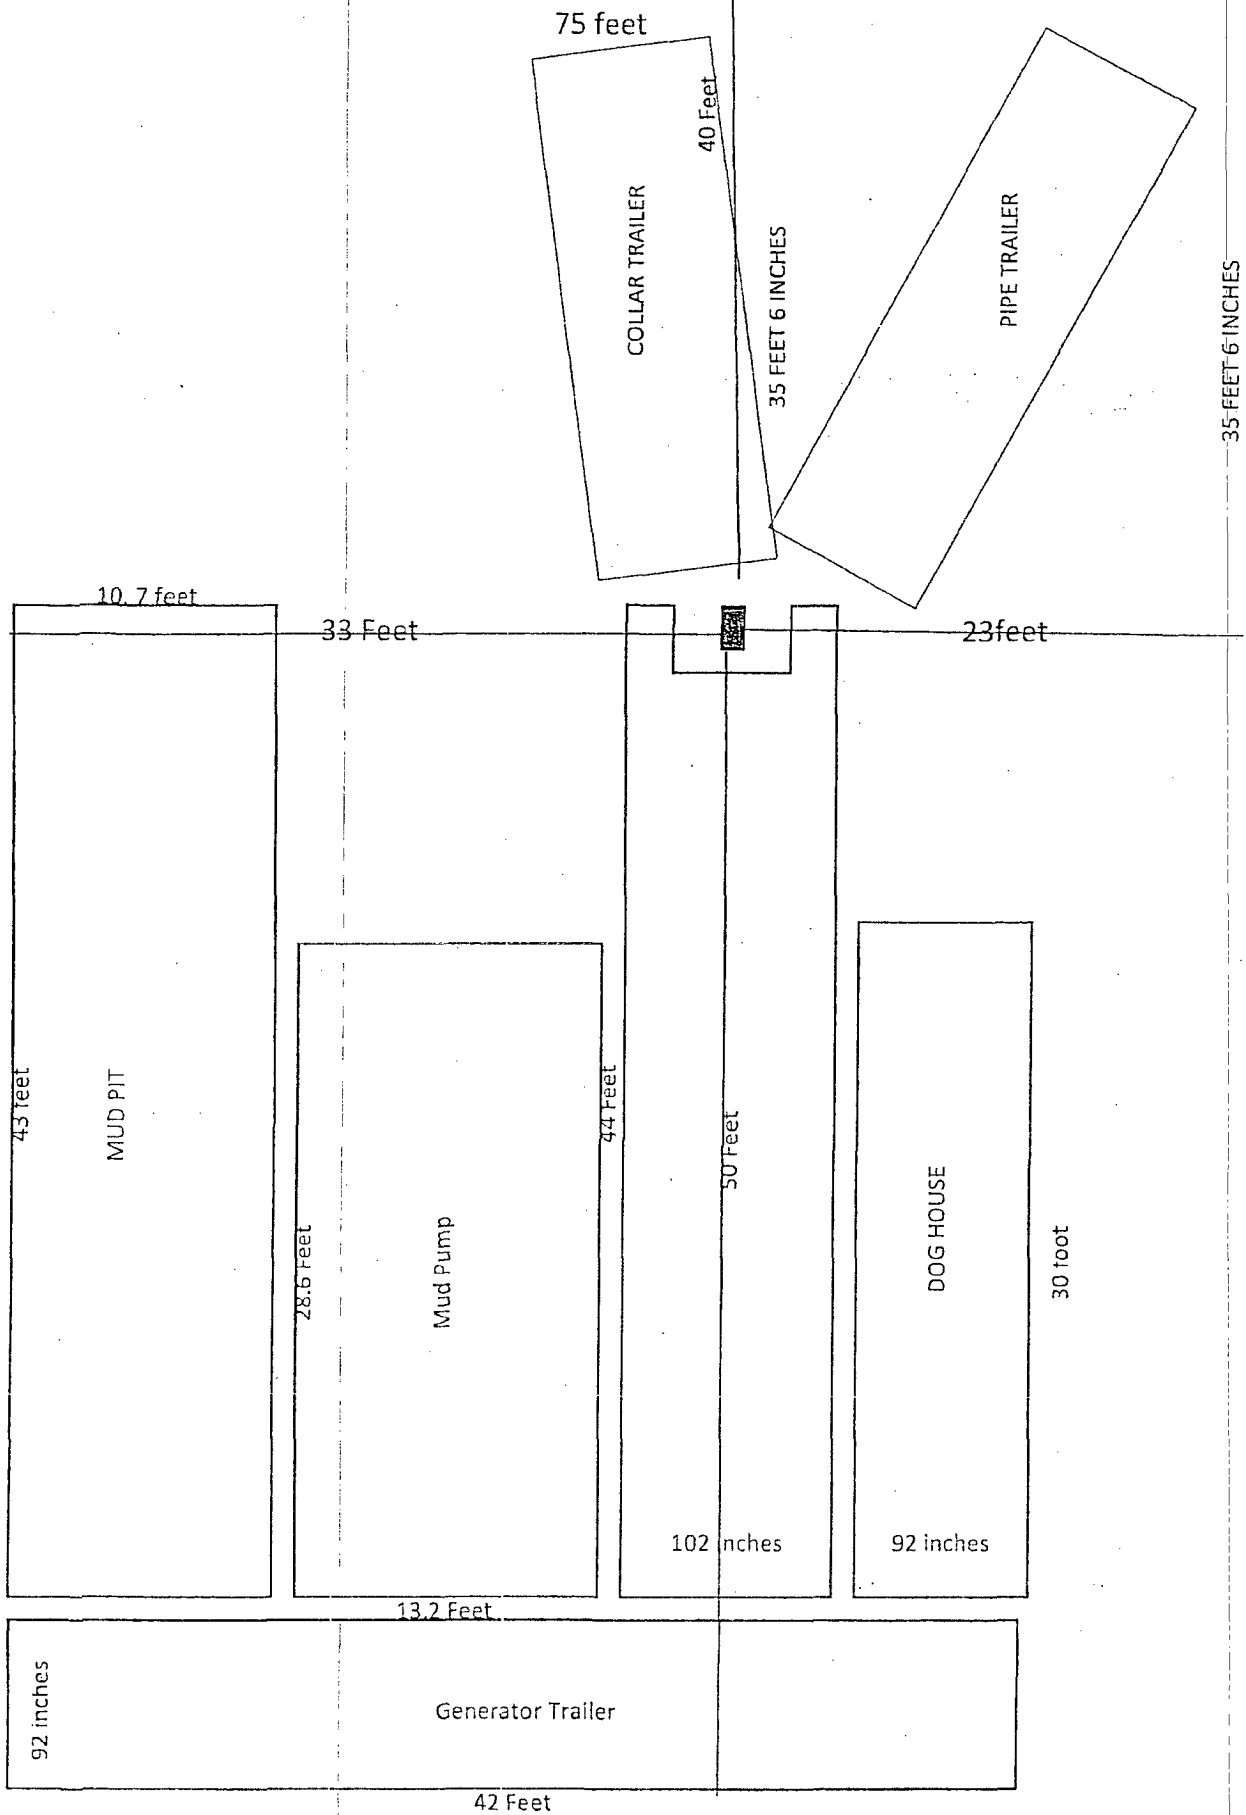 75 feet
40 Feet
COLLAR TRAILER
35 FEET 6 INCHES
PIPE TRAILER
35 FEET 6 INCHES
10.7 feet
33 Feet
23feet
43 feet
MUD PIT
44 Feet
50 Feet
28.6 Feet
Mud Pump
DOG HOUSE
30 foot
102 inches
92 inches
13.2 Feet
92 inches
Generator Trailer
42 Feet